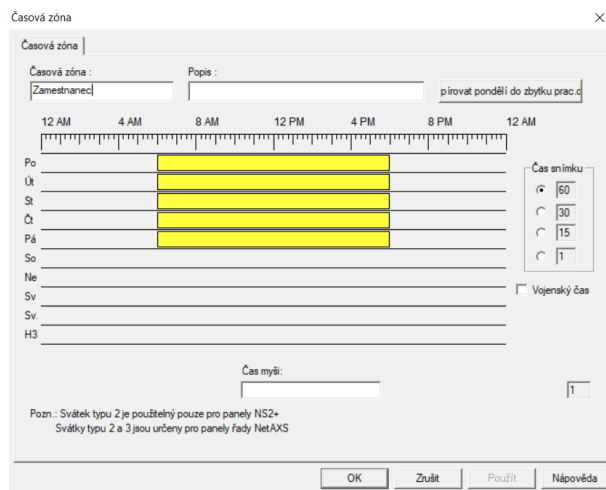 Časová zóna
Časová zóna
Časová zóna :
Popis :
Zamestnanec
pírovat pondělí do zbytku prac.d
12 AM 4 AM 8 AM 12 PM 4 PM 8 PM 12 AM
Po
Út
St
Čt
Pá
So
Ne
Sv
Sv.
H3
Čas snímku
60
30
15
1
Vojenský čas
Čas myši:
1
Pozn.: Svátek typu 2 je použitelný pouze pro panely NS2+
Svátky typu 2 a 3 jsou určeny pro panely řady NetAXS
OK Zrušit Použít Nápověda